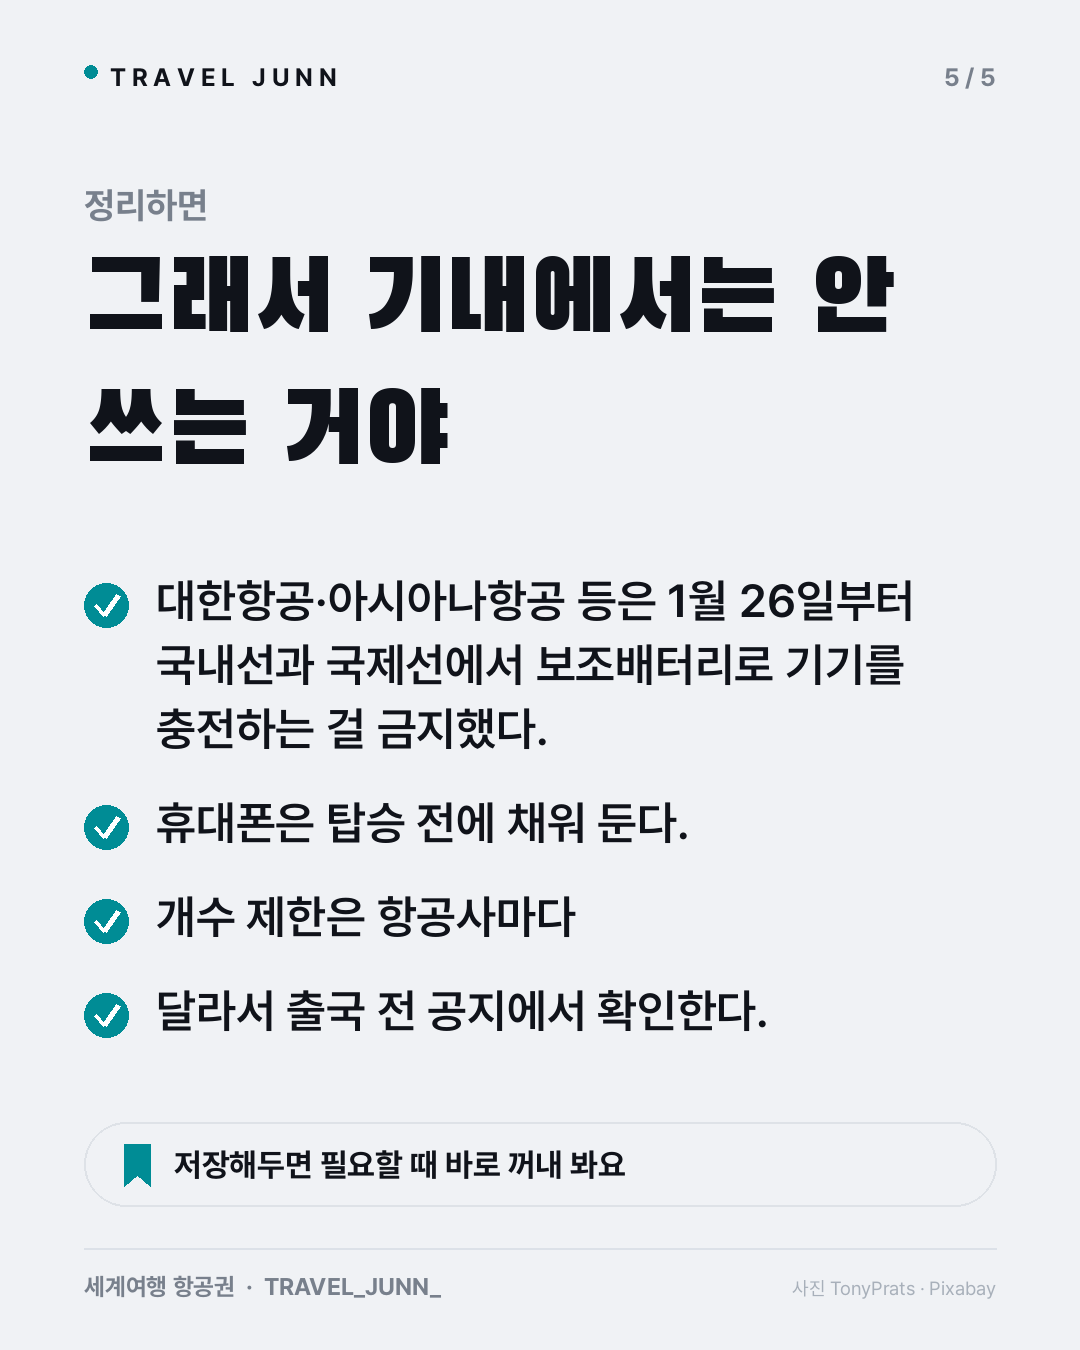 TRAVEL JUNN
5 / 5
정리하면
그래서 기내에서는 안
쓰는 거야
대한항공·아시아나항공 등은 1월 26일부터
국내선과 국제선에서 보조배터리로 기기를
충전하는 걸 금지했다.
휴대폰은 탑승 전에 채워 둔다.
개수 제한은 항공사마다
달라서 출국 전 공지에서 확인한다.
저장해두면 필요할 때 바로 꺼내 봐요
세계여행 항공권 · TRAVEL_JUNN_
사진 TonyPrats · Pixabay